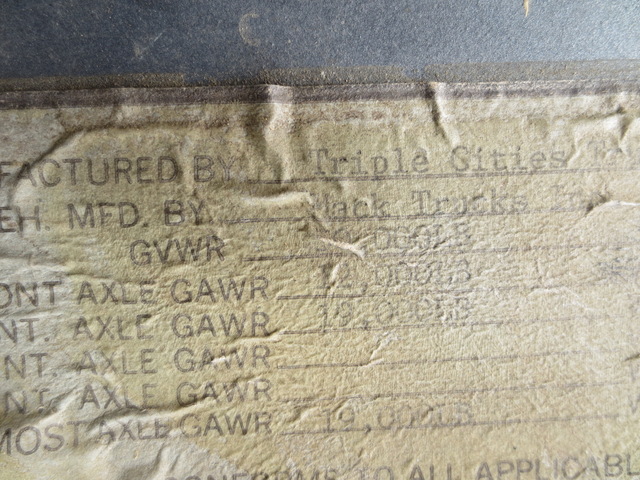 FACTURED BY Triple Cities
EH. MFD. BY Mack Trucks
GVWR 000LB
ONT AXLE GAWR 12,000LB
NT. AXLE GAWR 19,000LB
NT. AXLE GAWR
NT. AXLE GAWR
MOST AXLE GAWR 19,000LB
CONFORMS TO ALL APPLICABL